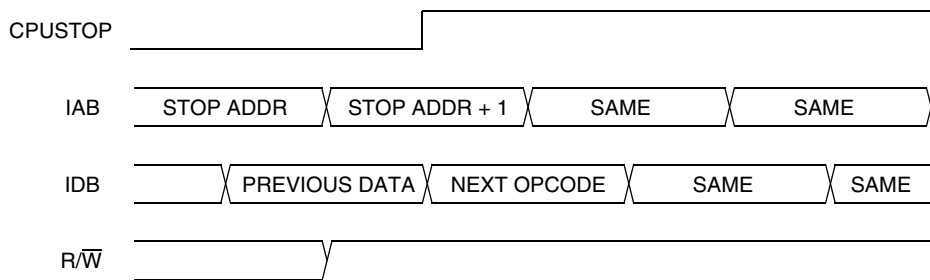 CPUSTOP
IAB STOP ADDR STOP ADDR + 1 SAME SAME
IDB PREVIOUS DATA NEXT OPCODE SAME SAME
R/W̅